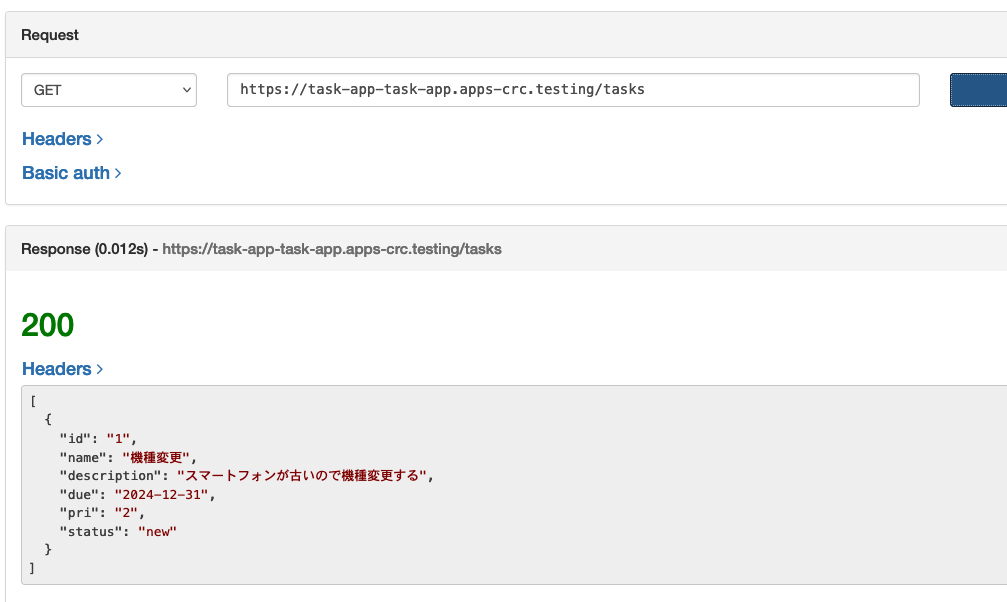 Request
GET
https://task-app-task-app.apps-crc.testing/tasks
Headers >
Basic auth >
Response (0.012s) - https://task-app-task-app.apps-crc.testing/tasks
200
Headers >
[
  {
    "id": "1",
    "name": "機種変更",
    "description": "スマートフォンが古いので機種変更する",
    "due": "2024-12-31",
    "pri": "2",
    "status": "new"
  }
]